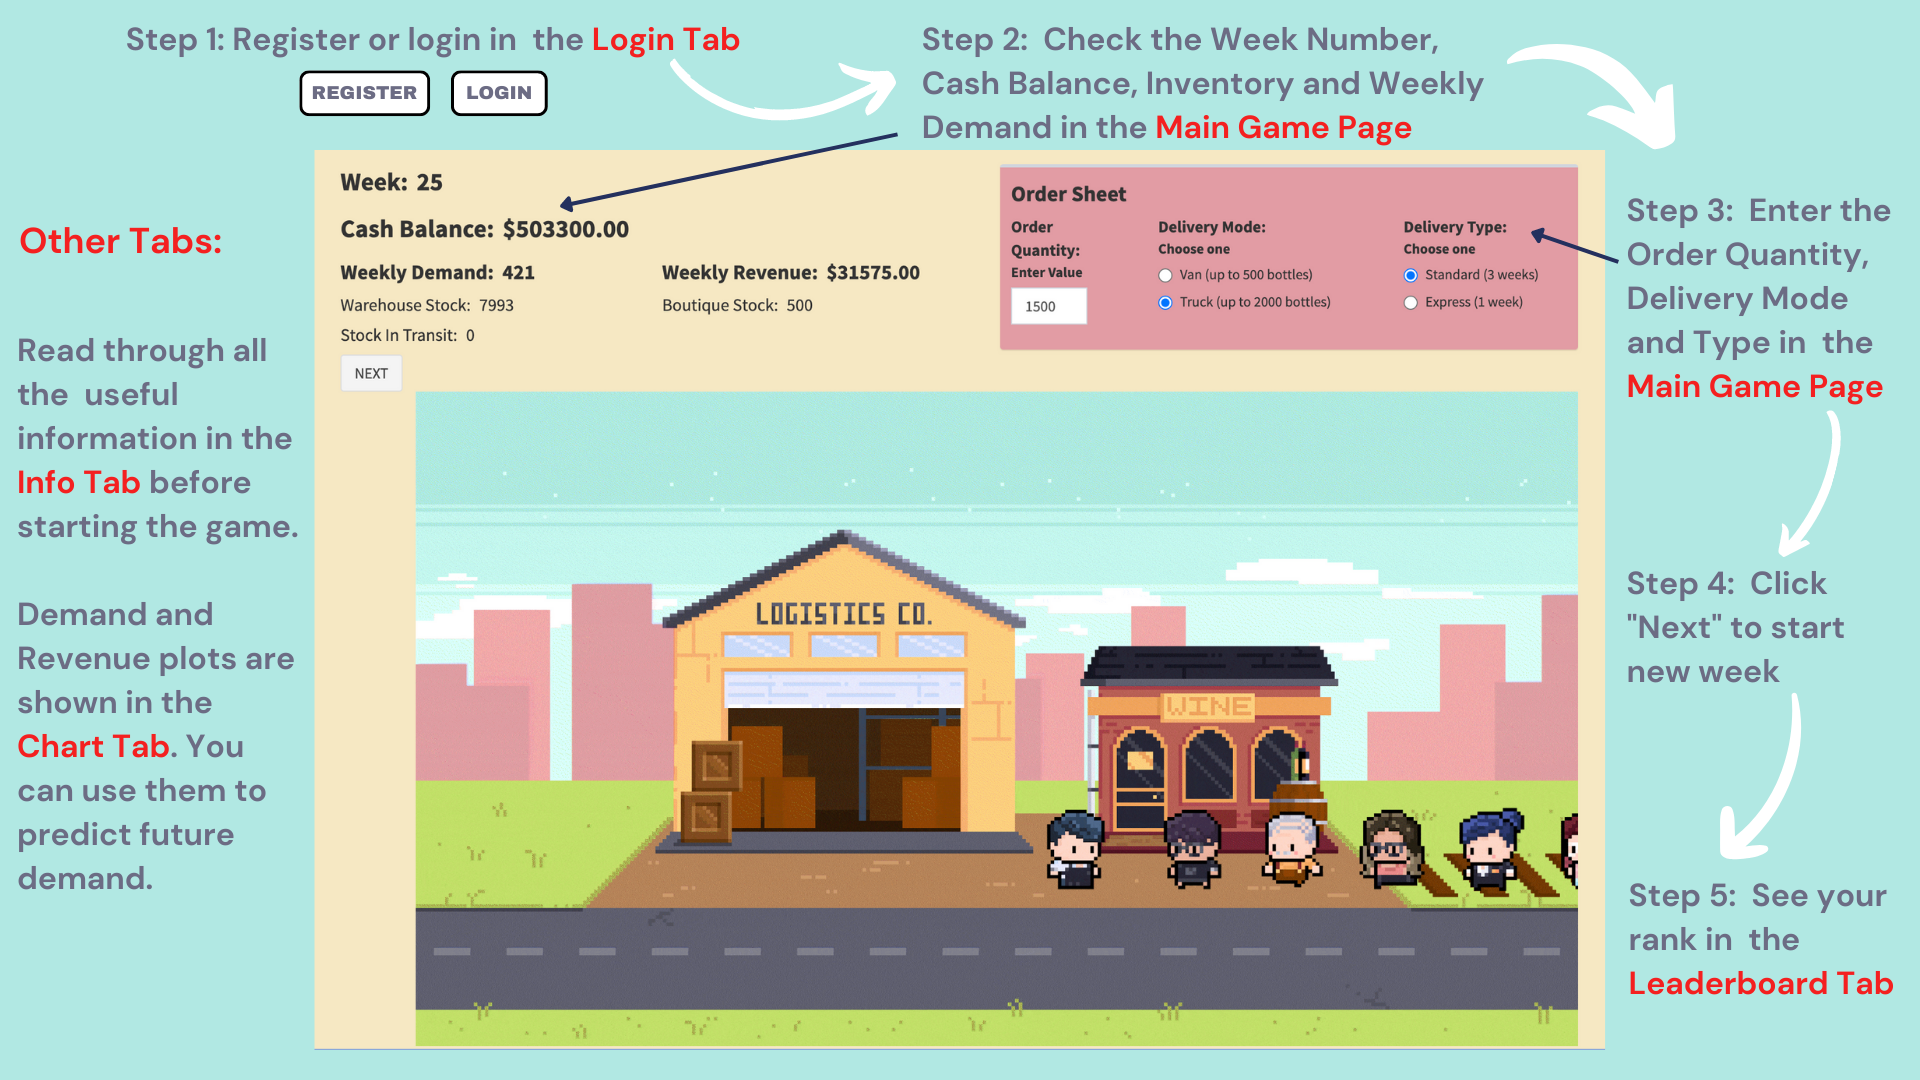 Step 1: Register or login in the Login Tab
REGISTER
LOGIN
Step 2: Check the Week Number,
Cash Balance, Inventory and Weekly
Demand in the Main Game Page
Week: 25
Cash Balance: $503300.00
Weekly Demand: 421
Weekly Revenue: $31575.00
Warehouse Stock: 7993
Boutique Stock: 500
Stock In Transit: 0
NEXT
Order Sheet
Order
Quantity:
Enter Value
1500
Delivery Mode:
Choose one
Van (up to 500 bottles)
Truck (up to 2000 bottles)
Delivery Type:
Choose one
Standard (3 weeks)
Express (1 week)
Step 3: Enter the
Order Quantity,
Delivery Mode
and Type in the
Main Game Page
Other Tabs:
Read through all
the useful
information in the
Info Tab before
starting the game.
Demand and
Revenue plots are
shown in the
Chart Tab. You
can use them to
predict future
demand.
LOGISTICS CO.
WINE
Step 4: Click
"Next" to start
new week
Step 5: See your
rank in the
Leaderboard Tab